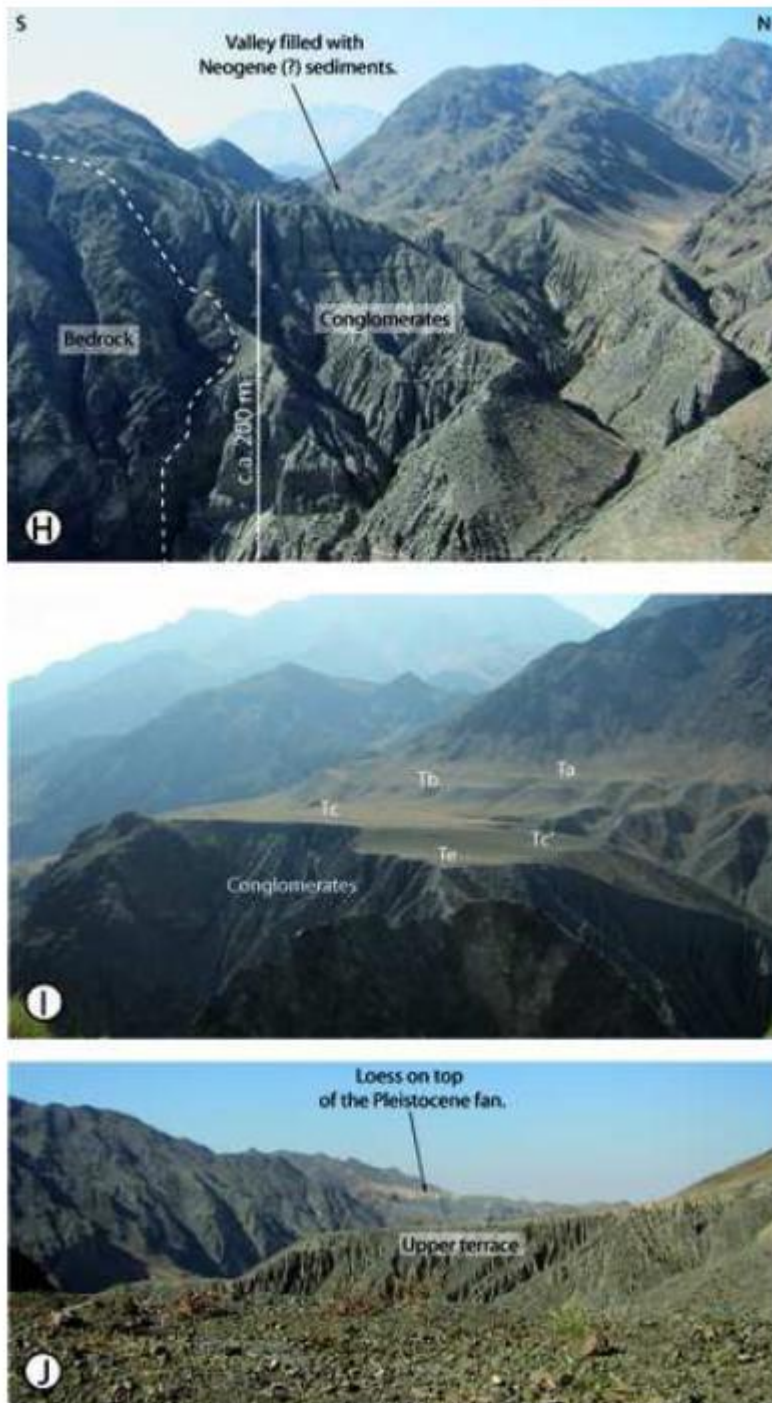 S
N
Valley filled with
Neogene (?) sediments.
Bedrock
Conglomerates
c.a. 200 m.
H
Ta
Tb
Tc
Tc'
Te
Conglomerates
I
Loess on top
of the Pleistocene fan.
Upper terrace
J